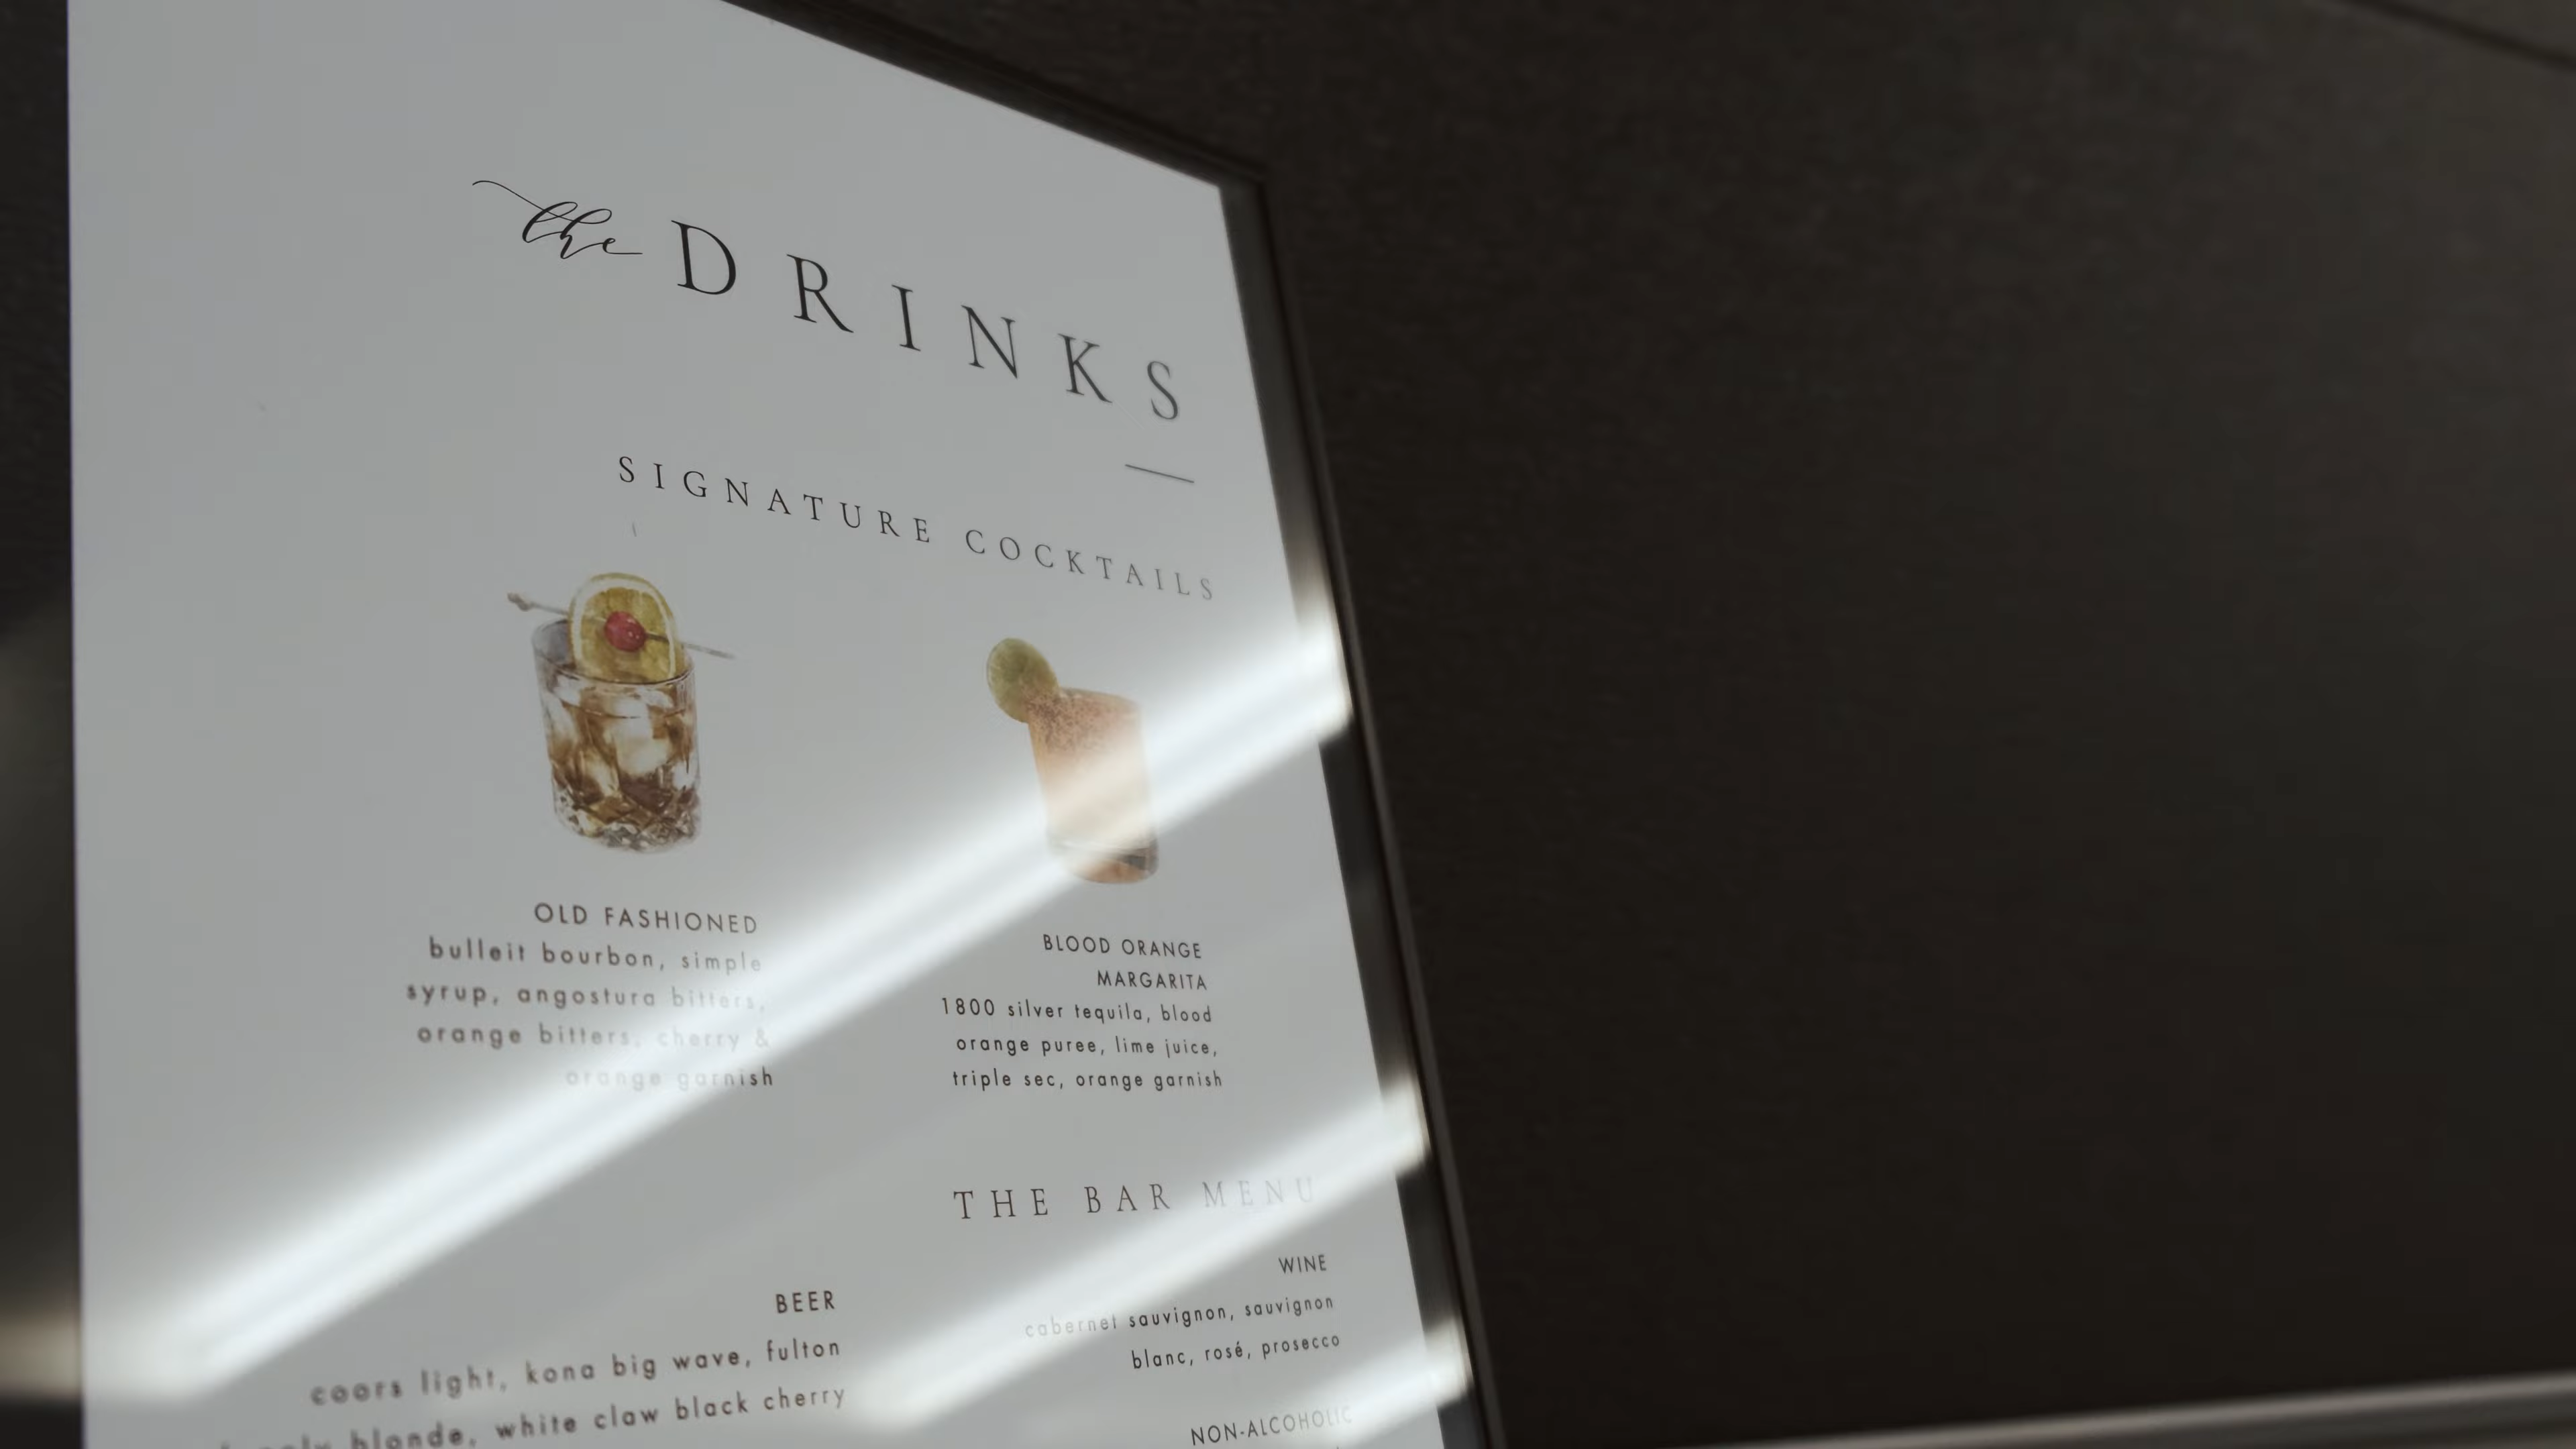 the DRINKS
SIGNATURE COCKTAILS
OLD FASHIONED
bulleit bourbon, simple
syrup, angostura bitters,
orange bitters, cherry &
orange garnish
BLOOD ORANGE
MARGARITA
1800 silver tequila, blood
orange puree, lime juice,
triple sec, orange garnish
THE BAR MENU
BEER
coors light, kona big wave, fulton
blonde, white claw black cherry
WINE
cabernet sauvignon, sauvignon
blanc, rosé, prosecco
NON-ALCOHOLIC